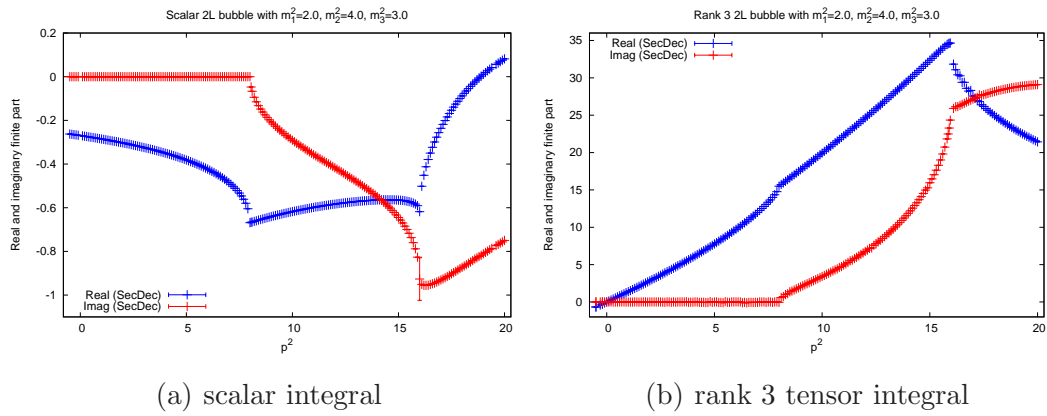 Scalar 2L bubble with m₁²=2.0, m₂²=4.0, m₃²=3.0
Real and imaginary finite part
0.2
0
-0.2
-0.4
-0.6
-0.8
-1
Real (SecDec)
Imag (SecDec)
0 5 10 15 20
p²
(a) scalar integral
Rank 3 2L bubble with m₁²=2.0, m₂²=4.0, m₃²=3.0
Real and imaginary finite part
35
30
25
20
15
10
5
0
Real (SecDec)
Imag (SecDec)
0 5 10 15 20
p²
(b) rank 3 tensor integral